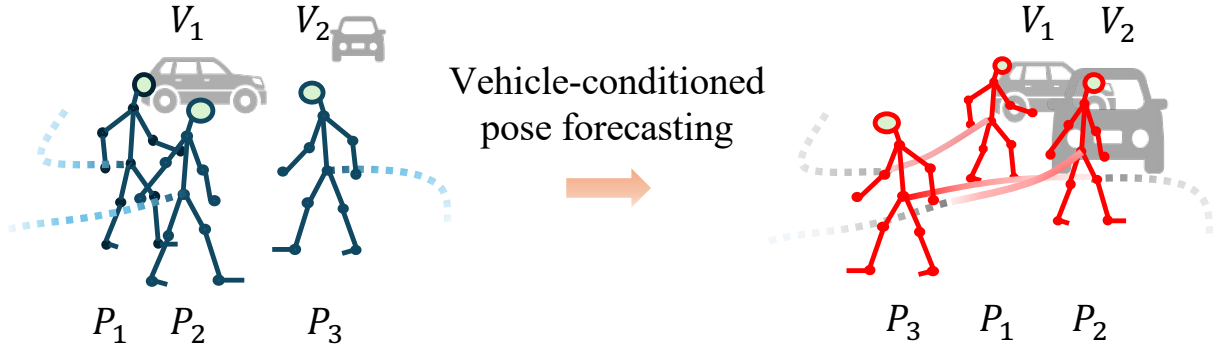 V₁ V₂
Vehicle-conditioned
pose forecasting
P₁ P₂ P₃
V₁ V₂
P₃ P₁ P₂